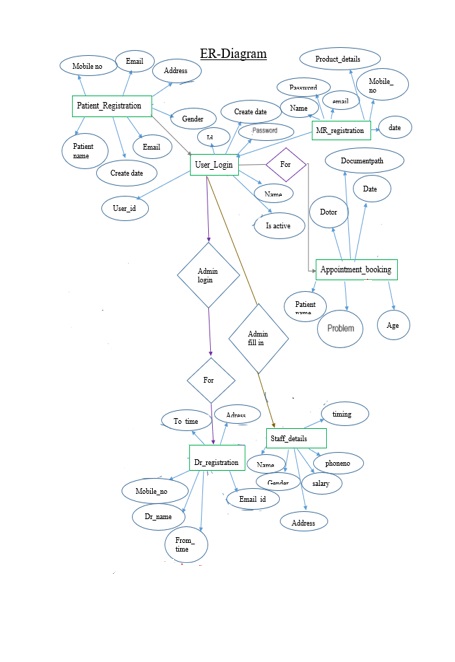 ER-Diagram
Mobile no
Email
Address
Product_details
Mobile_
no
Patient_Registration
Password
email
Name
Create date
Gender
MR_registration
date
Password
Id
Patient
name
Email
Create date
User_Login
For
Documentpath
Date
Name
User_id
Dotor
Is active
Admin
login
Appointment_booking
Patient
name
Problem
Age
Admin
fill in
For
To time
Adress
timing
Staff_details
Dr_registration
Name
phoneno
Gender
salary
Mobile_no
Email id
Dr_name
Address
From_
time